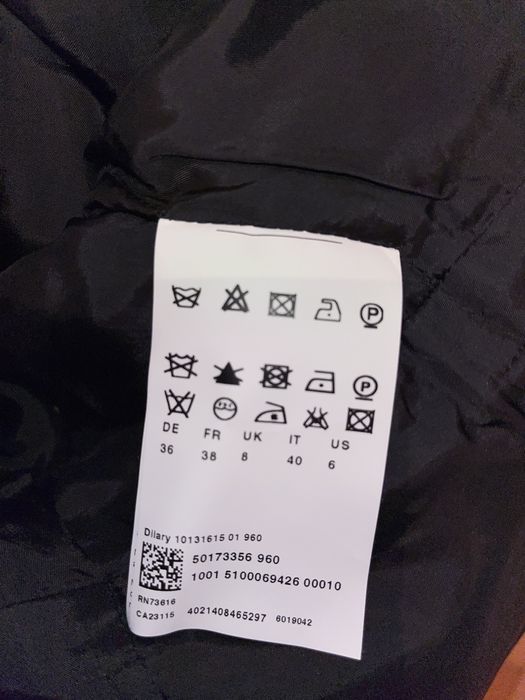 P
P
DE FR UK IT US
36 38 8 40 6
Dilary 10131615 01 960
50173356 960
1001 5100069426 00010
RN73616
CA23115 4021408465297 6019042